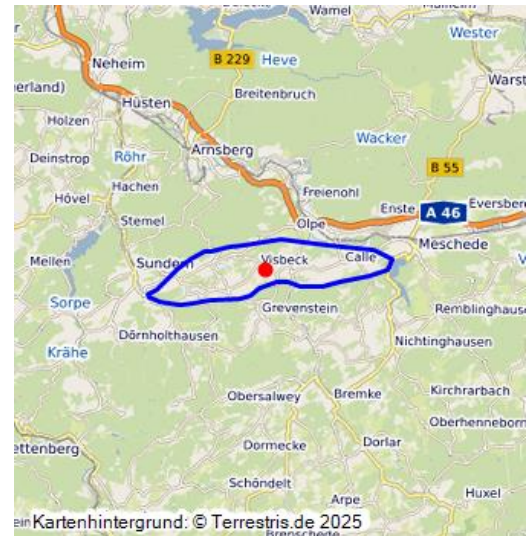 Wamel
Neheim
B 229
Heve
Wester
erland)
Breitenbruch
Warst
Hüsten
Holzen
Wacker
Deinstrop
Arnsberg
Röhr
B 55
Hachen
Freienohl
Hövel
Enste
Eversberg
A 46
Stemel
Olpe
Meschede
Mellen
Sundern
Visbeck
Calle
Sorpe
Grevenstein
Remblinghause
Dörnholthausen
Nichtinghausen
Krähe
Obersalwey
Bremke
Kirchrarbach
Oberhenneborn
ettenberg
Dormecke
Dorlar
Schöndelt
Huxel
Arpe
Kartenhintergrund: © Terrestris.de 2025